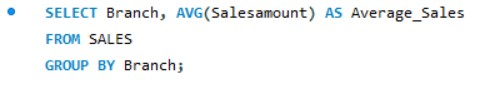 SELECT Branch, AVG(Salesamount) AS Average_Sales
FROM SALES
GROUP BY Branch;